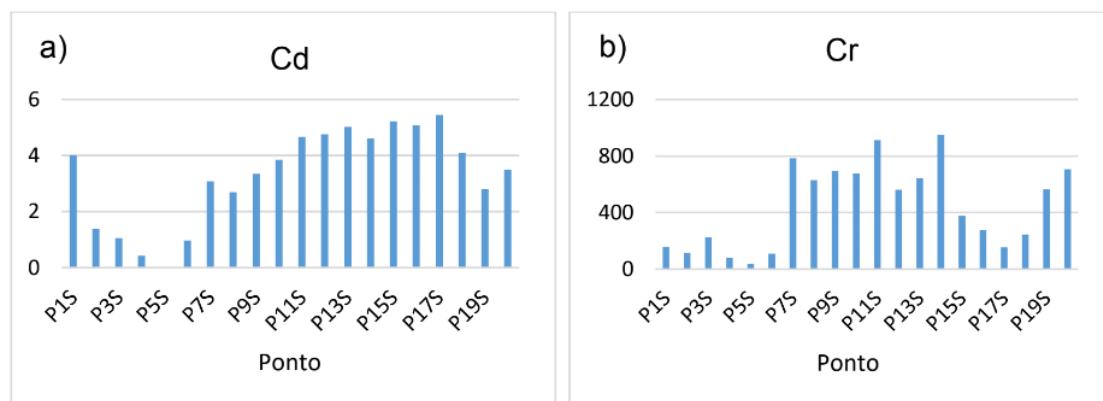 a)
Cd
6
4
2
0
P1S
P3S
P5S
P7S
P9S
P11S
P13S
P15S
P17S
P19S
Ponto
b)
Cr
1200
800
400
0
P1S
P3S
P5S
P7S
P9S
P11S
P13S
P15S
P17S
P19S
Ponto